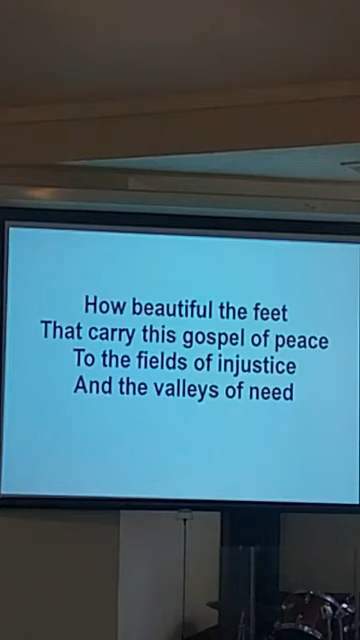 How beautiful the feet
That carry this gospel of peace
To the fields of injustice
And the valleys of need